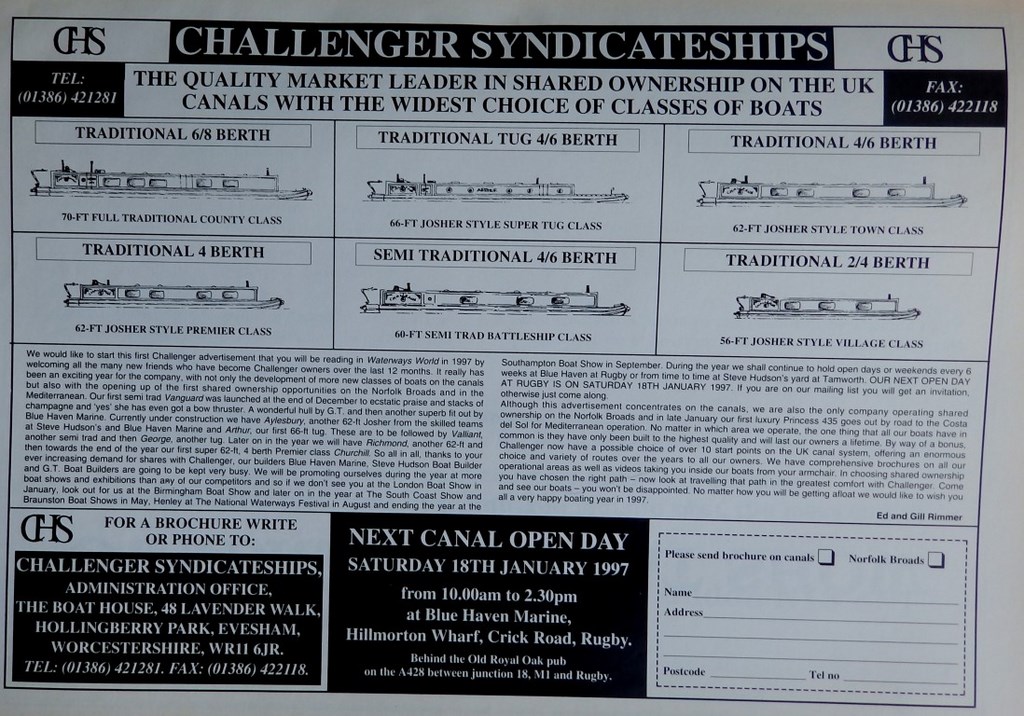 CHS
CHALLENGER SYNDICATESHIPS
CHS
TEL:
(01386) 421281
THE QUALITY MARKET LEADER IN SHARED OWNERSHIP ON THE UK
CANALS WITH THE WIDEST CHOICE OF CLASSES OF BOATS
FAX:
(01386) 422118
TRADITIONAL 6/8 BERTH
70-FT FULL TRADITIONAL COUNTY CLASS
TRADITIONAL TUG 4/6 BERTH
66-FT JOSHER STYLE SUPER TUG CLASS
TRADITIONAL 4/6 BERTH
62-FT JOSHER STYLE TOWN CLASS
TRADITIONAL 4 BERTH
62-FT JOSHER STYLE PREMIER CLASS
SEMI TRADITIONAL 4/6 BERTH
60-FT SEMI TRAD BATTLESHIP CLASS
TRADITIONAL 2/4 BERTH
56-FT JOSHER STYLE VILLAGE CLASS
We would like to start this first Challenger advertisement that you will be reading in Waterways World in 1997 by
welcoming all the many new friends who have become Challenger owners over the last 12 months. It really has
been an exciting year for the company, with not only the development of more new classes of boats on the canals
but also with the opening up of the first shared ownership opportunities on the Norfolk Broads and in the
Mediterranean. Our first semi trad Vanguard was launched at the end of December to ecstatic praise and stacks of
champagne and 'yes' she has even got a bow thruster. A wonderful hull by G.T. and then another superb fit out by
Blue Haven Marine. Currently under construction we have Aylesbury, another 62-ft Josher from the skilled teams
at Steve Hudson's and Blue Haven Marine and Arthur, our first 66-ft tug. These are to be followed by Valliant,
another semi trad and then George, another tug. Later on in the year we will have Richmond, another 62-ft and
then towards the end of the year our first super 62-ft, 4 berth Premier class Churchill. So all in all, thanks to your
ever increasing demand for shares with Challenger, our builders Blue Haven Marine, Steve Hudson Boat Builder
and G.T. Boat Builders are going to be kept very busy. We will be promoting ourselves during the year at more
boat shows and exhibitions than any of our competitors and so if we don't see you at the London Boat Show in
January, look out for us at the Birmingham Boat Show and later on in the year at The South Coast Show and
Braunston Boat Shows in May, Henley at The National Waterways Festival in August and ending the year at the
Southampton Boat Show in September. During the year we shall continue to hold open days or weekends every 6
weeks at Blue Haven at Rugby or from time to time at Steve Hudson's yard at Tamworth. OUR NEXT OPEN DAY
AT RUGBY IS ON SATURDAY 18TH JANUARY 1997. If you are on our mailing list you will get an invitation,
otherwise just come along.
Although this advertisement concentrates on the canals, we are also the only company operating shared
ownership on the Norfolk Broads and in late January our first luxury Princess 435 goes out by road to the Costa
del Sol for Mediterranean operation. No matter in which area we operate, the one thing that all our boats have in
common is they have only been built to the highest quality and will last our owners a lifetime. By way of a bonus,
Challenger now have a possible choice of over 10 start points on the UK canal system, offering an enormous
choice and variety of routes over the years to all our owners. We have comprehensive brochures on all our
operational areas as well as videos taking you inside our boats from your armchair. In choosing shared ownership
you have chosen the right path – now look at travelling that path in the greatest comfort with Challenger. Come
and see our boats – you won't be disappointed. No matter how you will be getting afloat we would like to wish you
all a very happy boating year in 1997.
Ed and Gill Rimmer
CHS
FOR A BROCHURE WRITE
OR PHONE TO:
CHALLENGER SYNDICATESHIPS,
ADMINISTRATION OFFICE,
THE BOAT HOUSE, 48 LAVENDER WALK,
HOLLINGBERRY PARK, EVESHAM,
WORCESTERSHIRE, WR11 6JR.
TEL: (01386) 421281. FAX: (01386) 422118.
NEXT CANAL OPEN DAY
SATURDAY 18TH JANUARY 1997
from 10.00am to 2.30pm
at Blue Haven Marine,
Hillmorton Wharf, Crick Road, Rugby.
Behind the Old Royal Oak pub
on the A428 between junction 18, M1 and Rugby.
Please send brochure on canals
Norfolk Broads
Name
Address
Postcode
Tel no